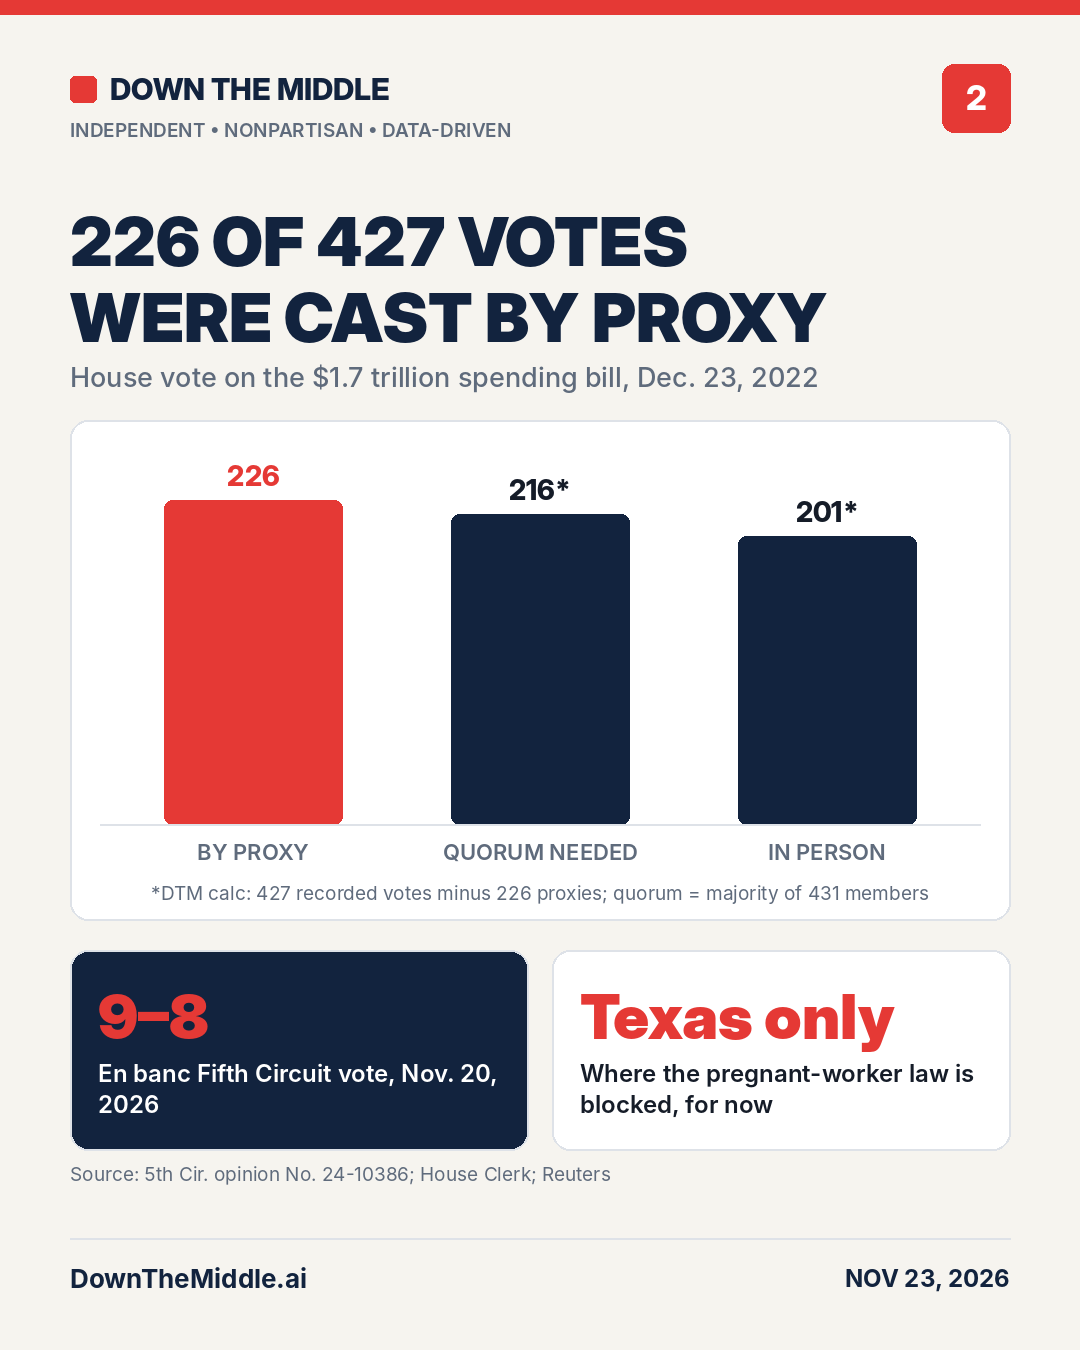 DOWN THE MIDDLE
2
INDEPENDENT • NONPARTISAN • DATA-DRIVEN
226 OF 427 VOTES
WERE CAST BY PROXY
House vote on the $1.7 trillion spending bill, Dec. 23, 2022
226
216*
201*
BY PROXY
QUORUM NEEDED
IN PERSON
*DTM calc: 427 recorded votes minus 226 proxies; quorum = majority of 431 members
9–8
En banc Fifth Circuit vote, Nov. 20,
2026
Texas only
Where the pregnant-worker law is
blocked, for now
Source: 5th Cir. opinion No. 24-10386; House Clerk; Reuters
DownTheMiddle.ai
NOV 23, 2026